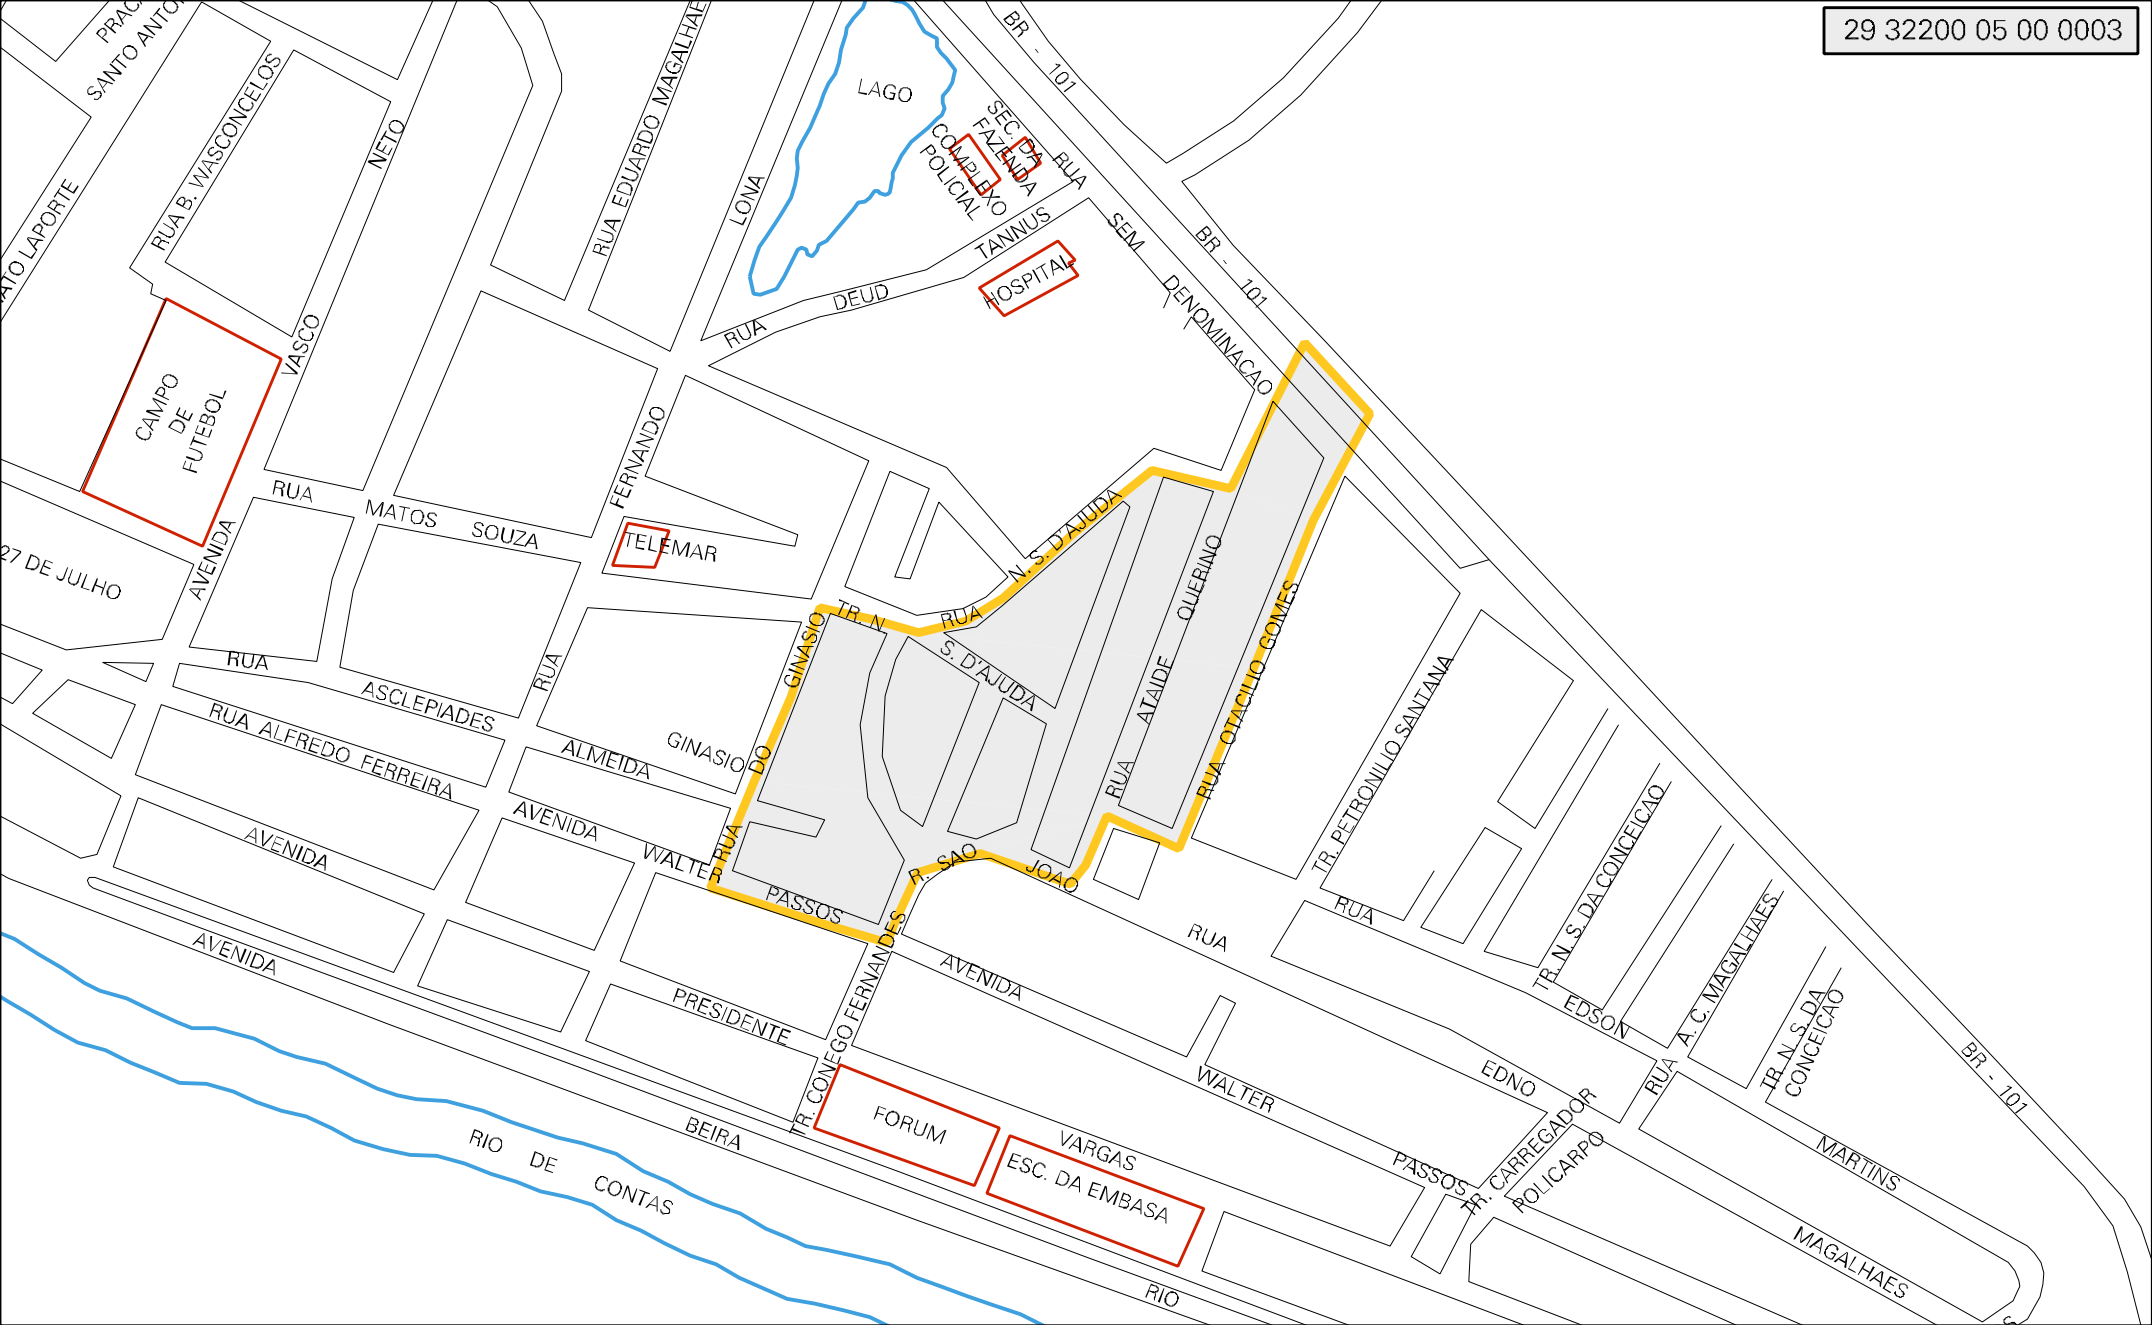 29 32200 05 00 0003
PRACA
SANTO ANTO
BR - 101
RUA EDUARDO MAGALHAE
LAGO
RUA B. VASCONCELOS
NETO
SEC. DA
FAZENDA
COMPLEXO
POLICIAL
RUA
SEM
DENOMINACAO
BR - 101
LONA
TANNUS
DEUD
RUA
HOSPITAL
ATO LAPORTE
VASCO
CAMPO
DE
FUTEBOL
FERNANDO
RUA
MATOS
SOUZA
TELEMAR
AVENIDA
27 DE JULHO
N. S. D'AJUDA
RUA
TR. N
S. D'AJUDA
QUERINO
ATAIDE
RUA
RUA OTACILIO GOMES
GINASIO
DO
RUA
GINASIO
RUA
RUA
ASCLEPIADES
ALMEIDA
RUA ALFREDO FERREIRA
AVENIDA
WALTER
PASSOS
AVENIDA
R. SAO
JOAO
TR. PETRONILIO SANTANA
RUA
RUA
TR. N. S. DA CONCEICAO
EDSON
A. C. MAGALHAES
RUA
TR. N. S. DA
CONCEICAO
BR - 101
AVENIDA
PRESIDENTE
TR. CONEGO FERNANDES
AVENIDA
WALTER
PASSOS
EDNO
TR. CARREGADOR
POLICARPO
MARTINS
MAGALHAES
FORUM
VARGAS
ESC. DA EMBASA
BEIRA
RIO
RIO DE CONTAS
S